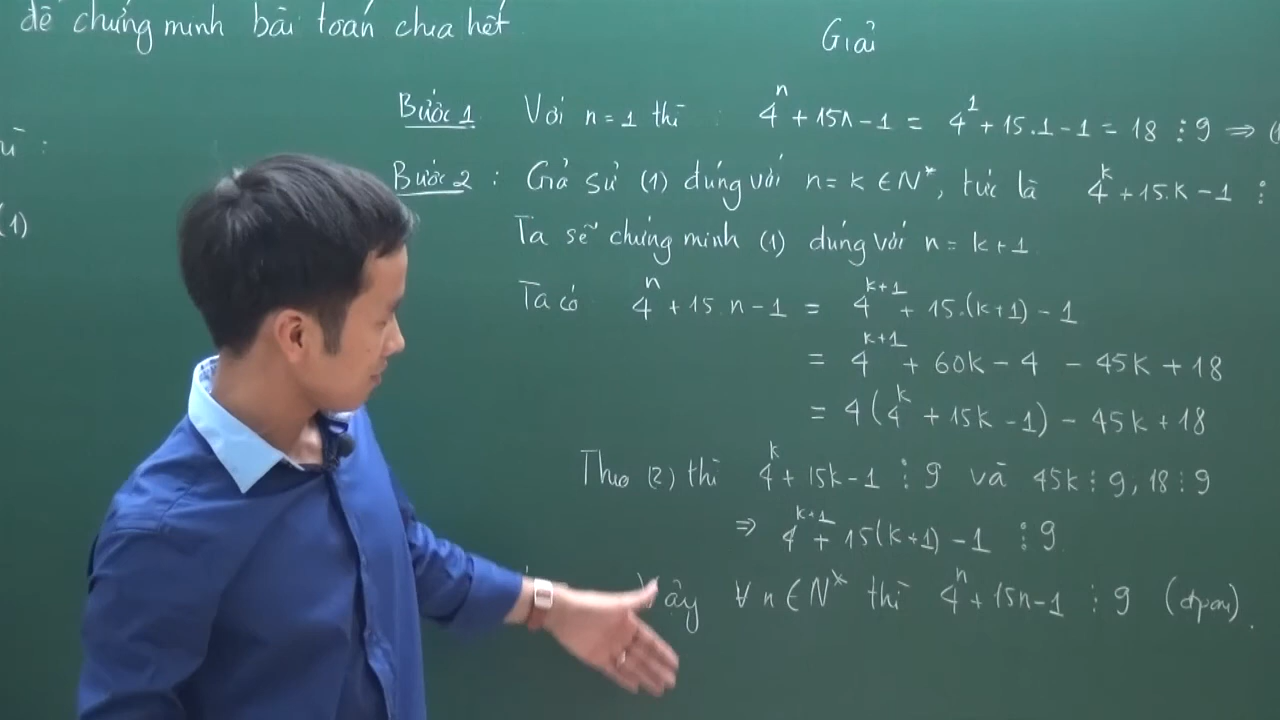 để chứng minh bài toán chia hết
Giải
Bước 1 Với n = 1 thì : 4^n + 15n - 1 = 4^1 + 15.1 - 1 = 18 ⋮ 9 ⇒
Bước 2 : Giả sử (1) đúng với n = k ∈ N*, tức là 4^k + 15.k - 1 ⋮
(1)
Ta sẽ chứng minh (1) đúng với n = k + 1
Ta có 4^n + 15.n - 1 = 4^{k+1} + 15.(k+1) - 1
= 4^{k+1} + 60k - 4 - 45k + 18
= 4(4^k + 15k - 1) - 45k + 18
Theo (2) thì 4^k + 15k - 1 ⋮ 9 và 45k ⋮ 9, 18 ⋮ 9
⇒ 4^{k+1} + 15(k+1) - 1 ⋮ 9
Vậy ∀ n ∈ N* thì 4^n + 15n - 1 ⋮ 9 (đpcm).